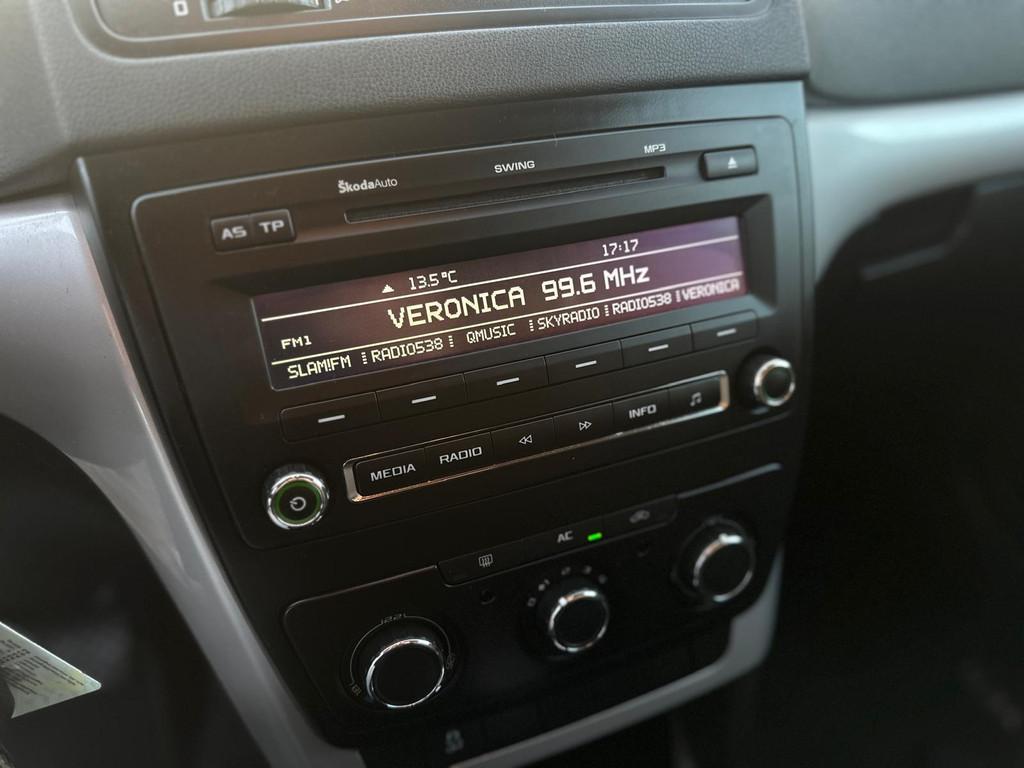 0
ŠkodaAuto SWING MP3
AS TP
13.5°C 17:17
VERONICA 99.6 MHz
FM1
SLAM!FM RADIO538 QMUSIC SKYRADIO RADIO538 VERONICA
MEDIA RADIO INFO
AC